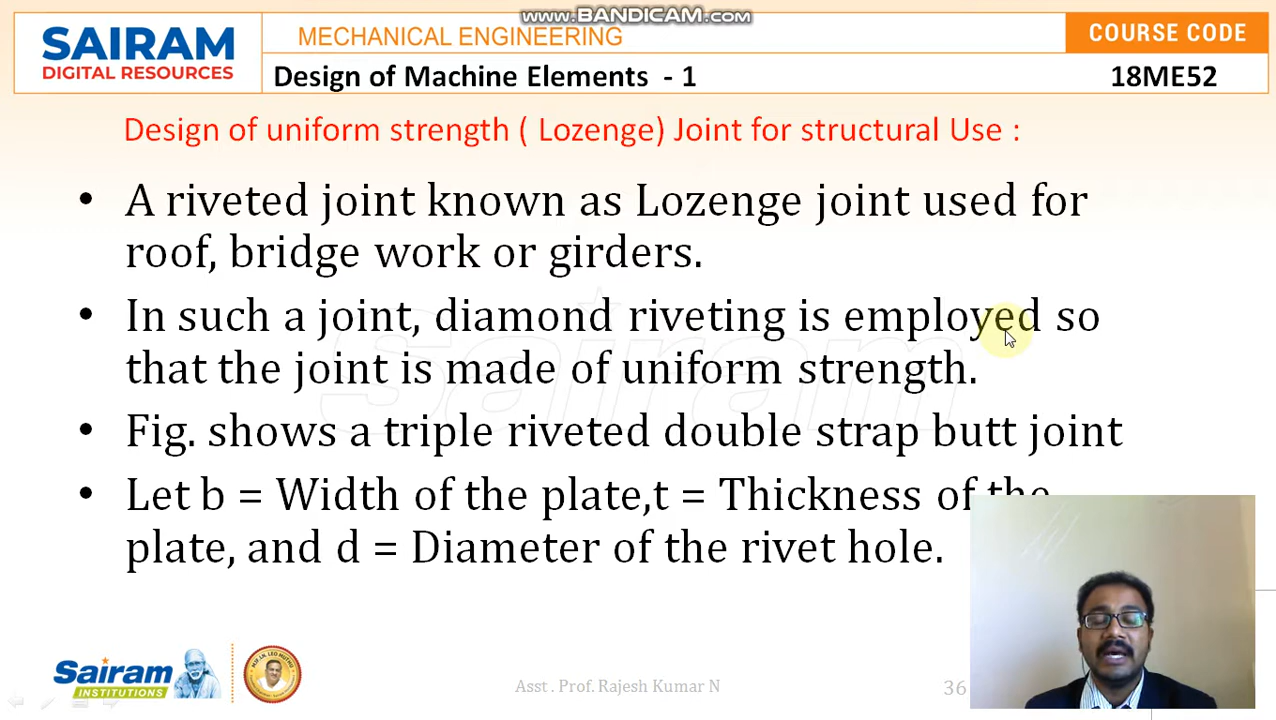 www.BANDICAM.com
SAIRAM
DIGITAL RESOURCES
MECHANICAL ENGINEERING
COURSE CODE
Design of Machine Elements - 1
18ME52
Design of uniform strength ( Lozenge) Joint for structural Use :
• A riveted joint known as Lozenge joint used for
roof, bridge work or girders.
• In such a joint, diamond riveting is employed so
that the joint is made of uniform strength.
• Fig. shows a triple riveted double strap butt joint
• Let b = Width of the plate,t = Thickness of the
plate, and d = Diameter of the rivet hole.
Sairam
INSTITUTIONS
Asst . Prof. Rajesh Kumar N
36